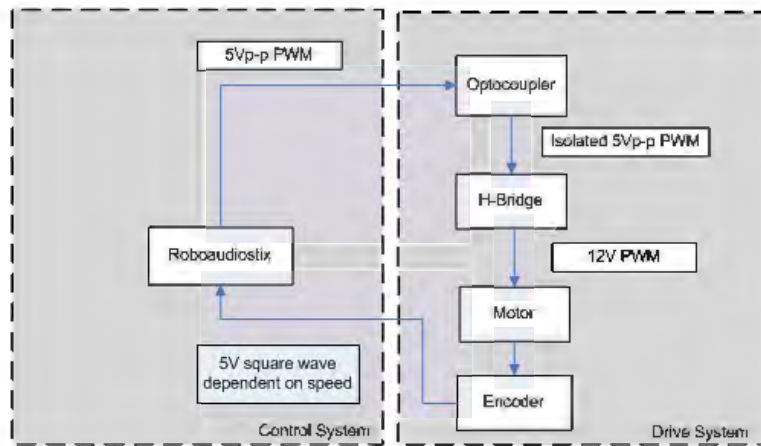 5Vp-p PWM
Optocoupler
Isolated 5Vp-p PWM
H-Bridge
Roboaudiostix
12V PWM
Motor
5V square wave
dependent on speed
Encoder
Control System
Drive System